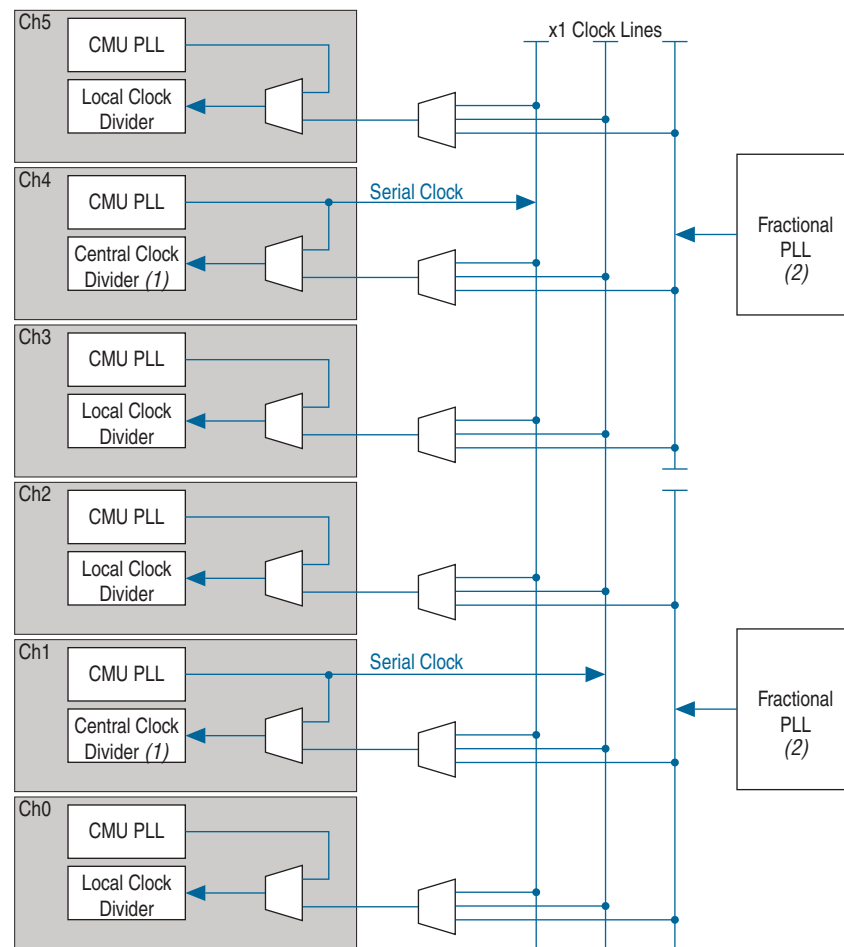 x1 Clock Lines
Ch5
CMU PLL
Local Clock
Divider
Ch4
CMU PLL
Serial Clock
Central Clock
Divider (1)
Fractional
PLL
(2)
Ch3
CMU PLL
Local Clock
Divider
Ch2
CMU PLL
Local Clock
Divider
Ch1
CMU PLL
Serial Clock
Central Clock
Divider (1)
Fractional
PLL
(2)
Ch0
CMU PLL
Local Clock
Divider